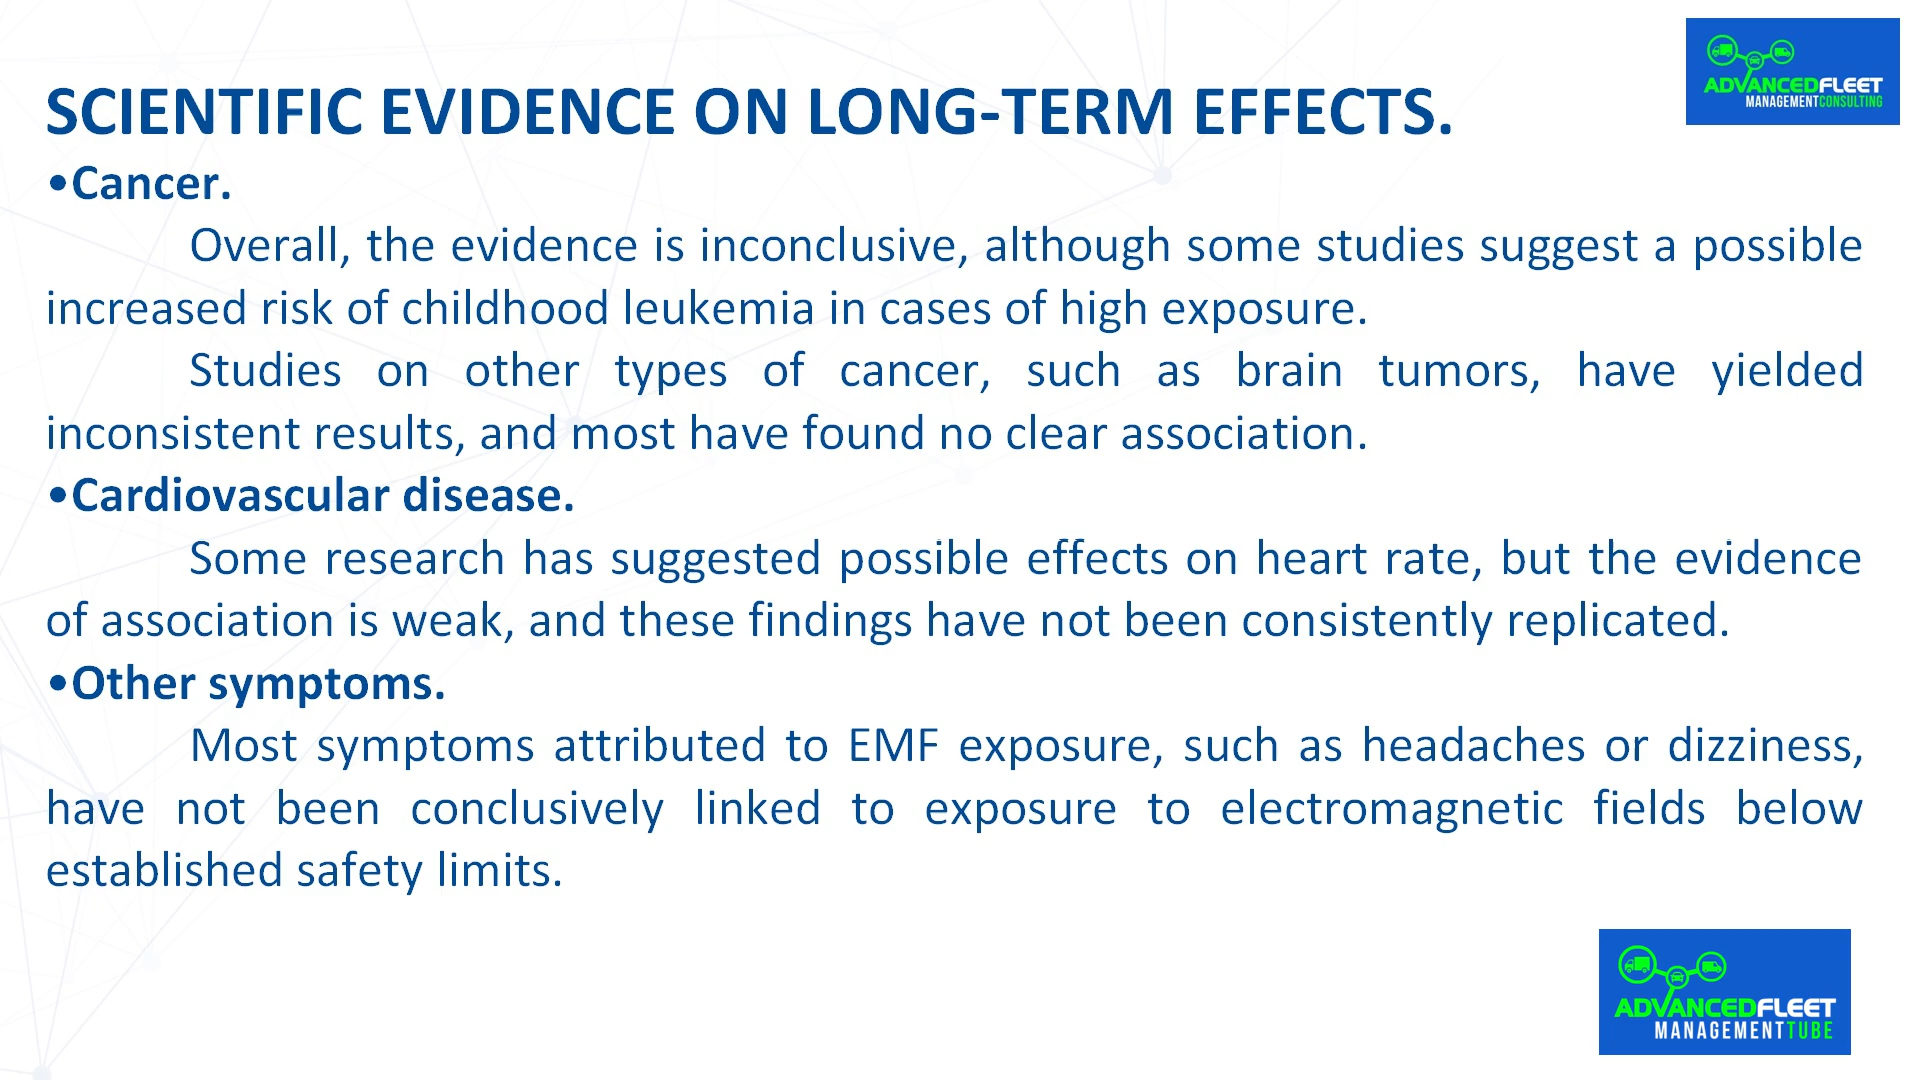 ADVANCEDFLEET
MANAGEMENTCONSULTING
SCIENTIFIC EVIDENCE ON LONG-TERM EFFECTS.
•Cancer.
Overall, the evidence is inconclusive, although some studies suggest a possible
increased risk of childhood leukemia in cases of high exposure.
Studies on other types of cancer, such as brain tumors, have yielded
inconsistent results, and most have found no clear association.
•Cardiovascular disease.
Some research has suggested possible effects on heart rate, but the evidence
of association is weak, and these findings have not been consistently replicated.
•Other symptoms.
Most symptoms attributed to EMF exposure, such as headaches or dizziness,
have not been conclusively linked to exposure to electromagnetic fields below
established safety limits.
ADVANCEDFLEET
MANAGEMENTTUBE